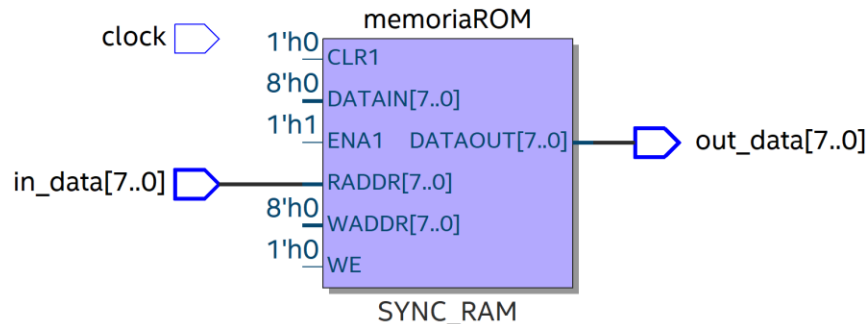 memoriaROM
clock
1'h0 CLR1
8'h0 DATAIN[7..0]
1'h1 ENA1 DATAOUT[7..0] out_data[7..0]
in_data[7..0] RADDR[7..0]
8'h0 WADDR[7..0]
1'h0 WE
SYNC_RAM